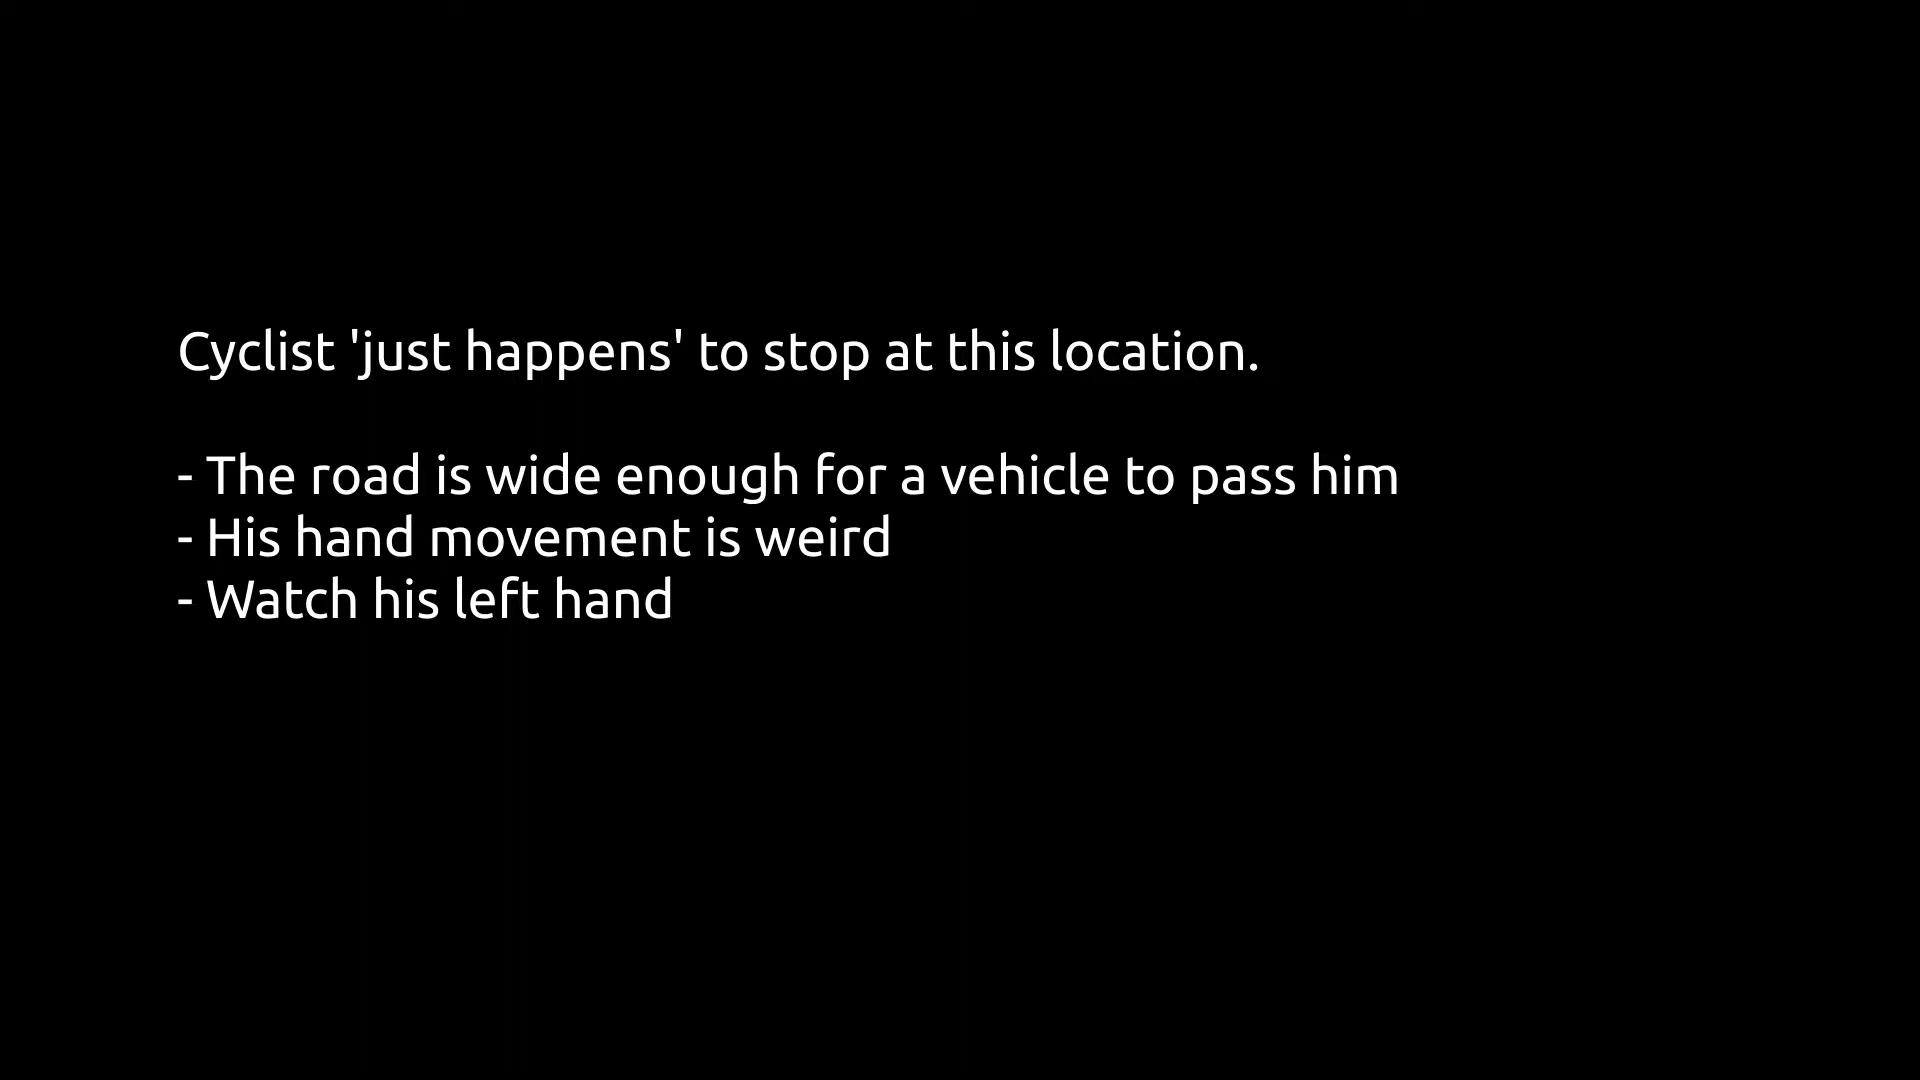 Cyclist 'just happens' to stop at this location.
- The road is wide enough for a vehicle to pass him
- His hand movement is weird
- Watch his left hand